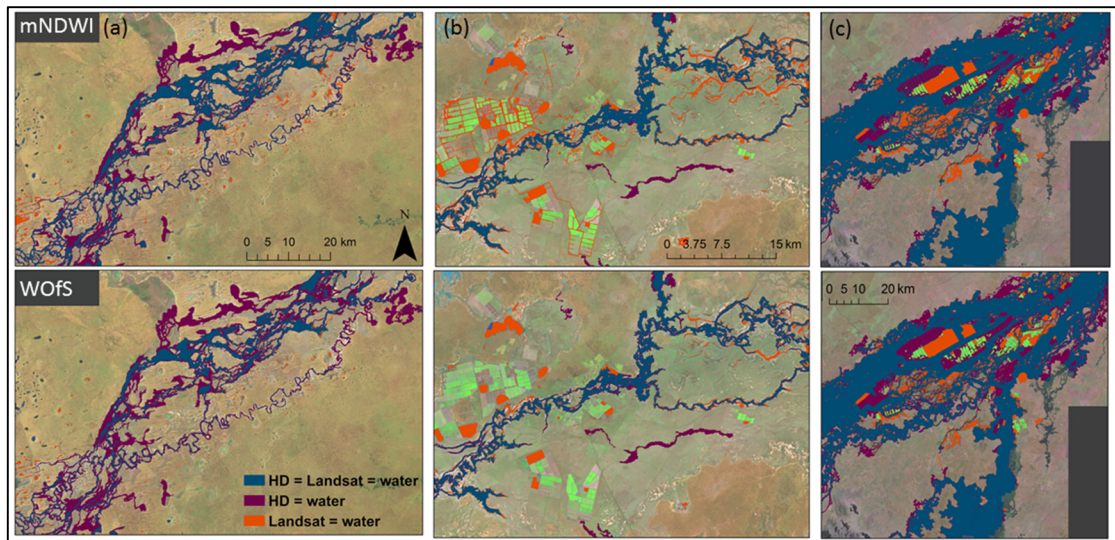 mNDWI
(a)
(b)
(c)
N
0 5 10 20 km
0 3.75 7.5 15 km
WOfS
0 5 10 20 km
HD = Landsat = water
HD = water
Landsat = water